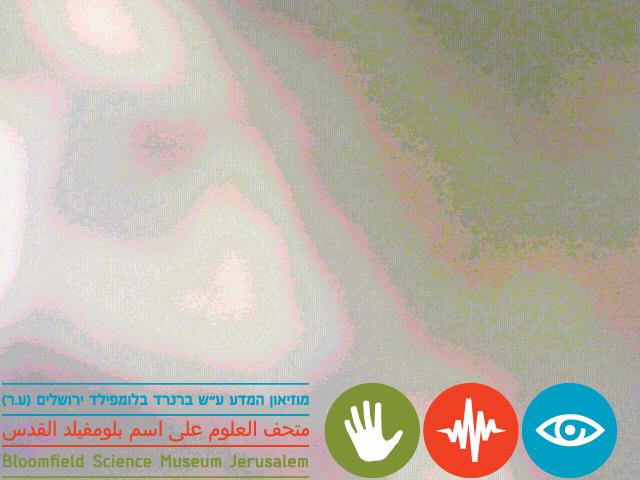 מוזיאון המדע ע״ש ברנרד בלומפילד ירושלים (ע.ר)
متحف العلوم على اسم بلومفيلد القدس
Bloomfield Science Museum Jerusalem